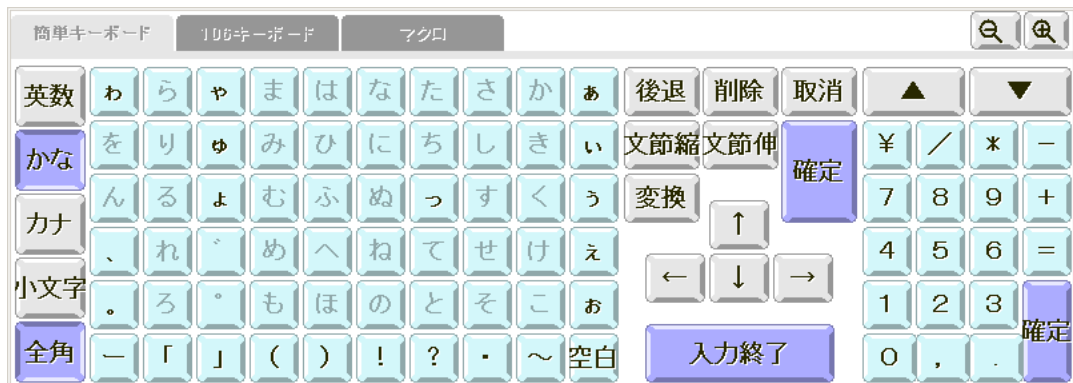 簡単キーボード 106キーボード マクロ
英数 わ ら ゃ ま は な た さ か ぁ 後退 削除 取消 ▲ ▼
かな を り ゅ み ひ に ち し き ぃ 文節縮 文節伸 確定 ¥ / * -
カナ ん る ょ む ふ ぬ っ す く ぅ 変換 ↑ 7 8 9 +
小文字 、 れ ゛ め へ ね て せ け ぇ ← ↓ → 4 5 6 =
。 ろ ゜ も ほ の と そ こ ぉ 1 2 3 確定
全角 ー 「 」 ( ) ! ? ・ ~ 空白 入力終了 0 , .